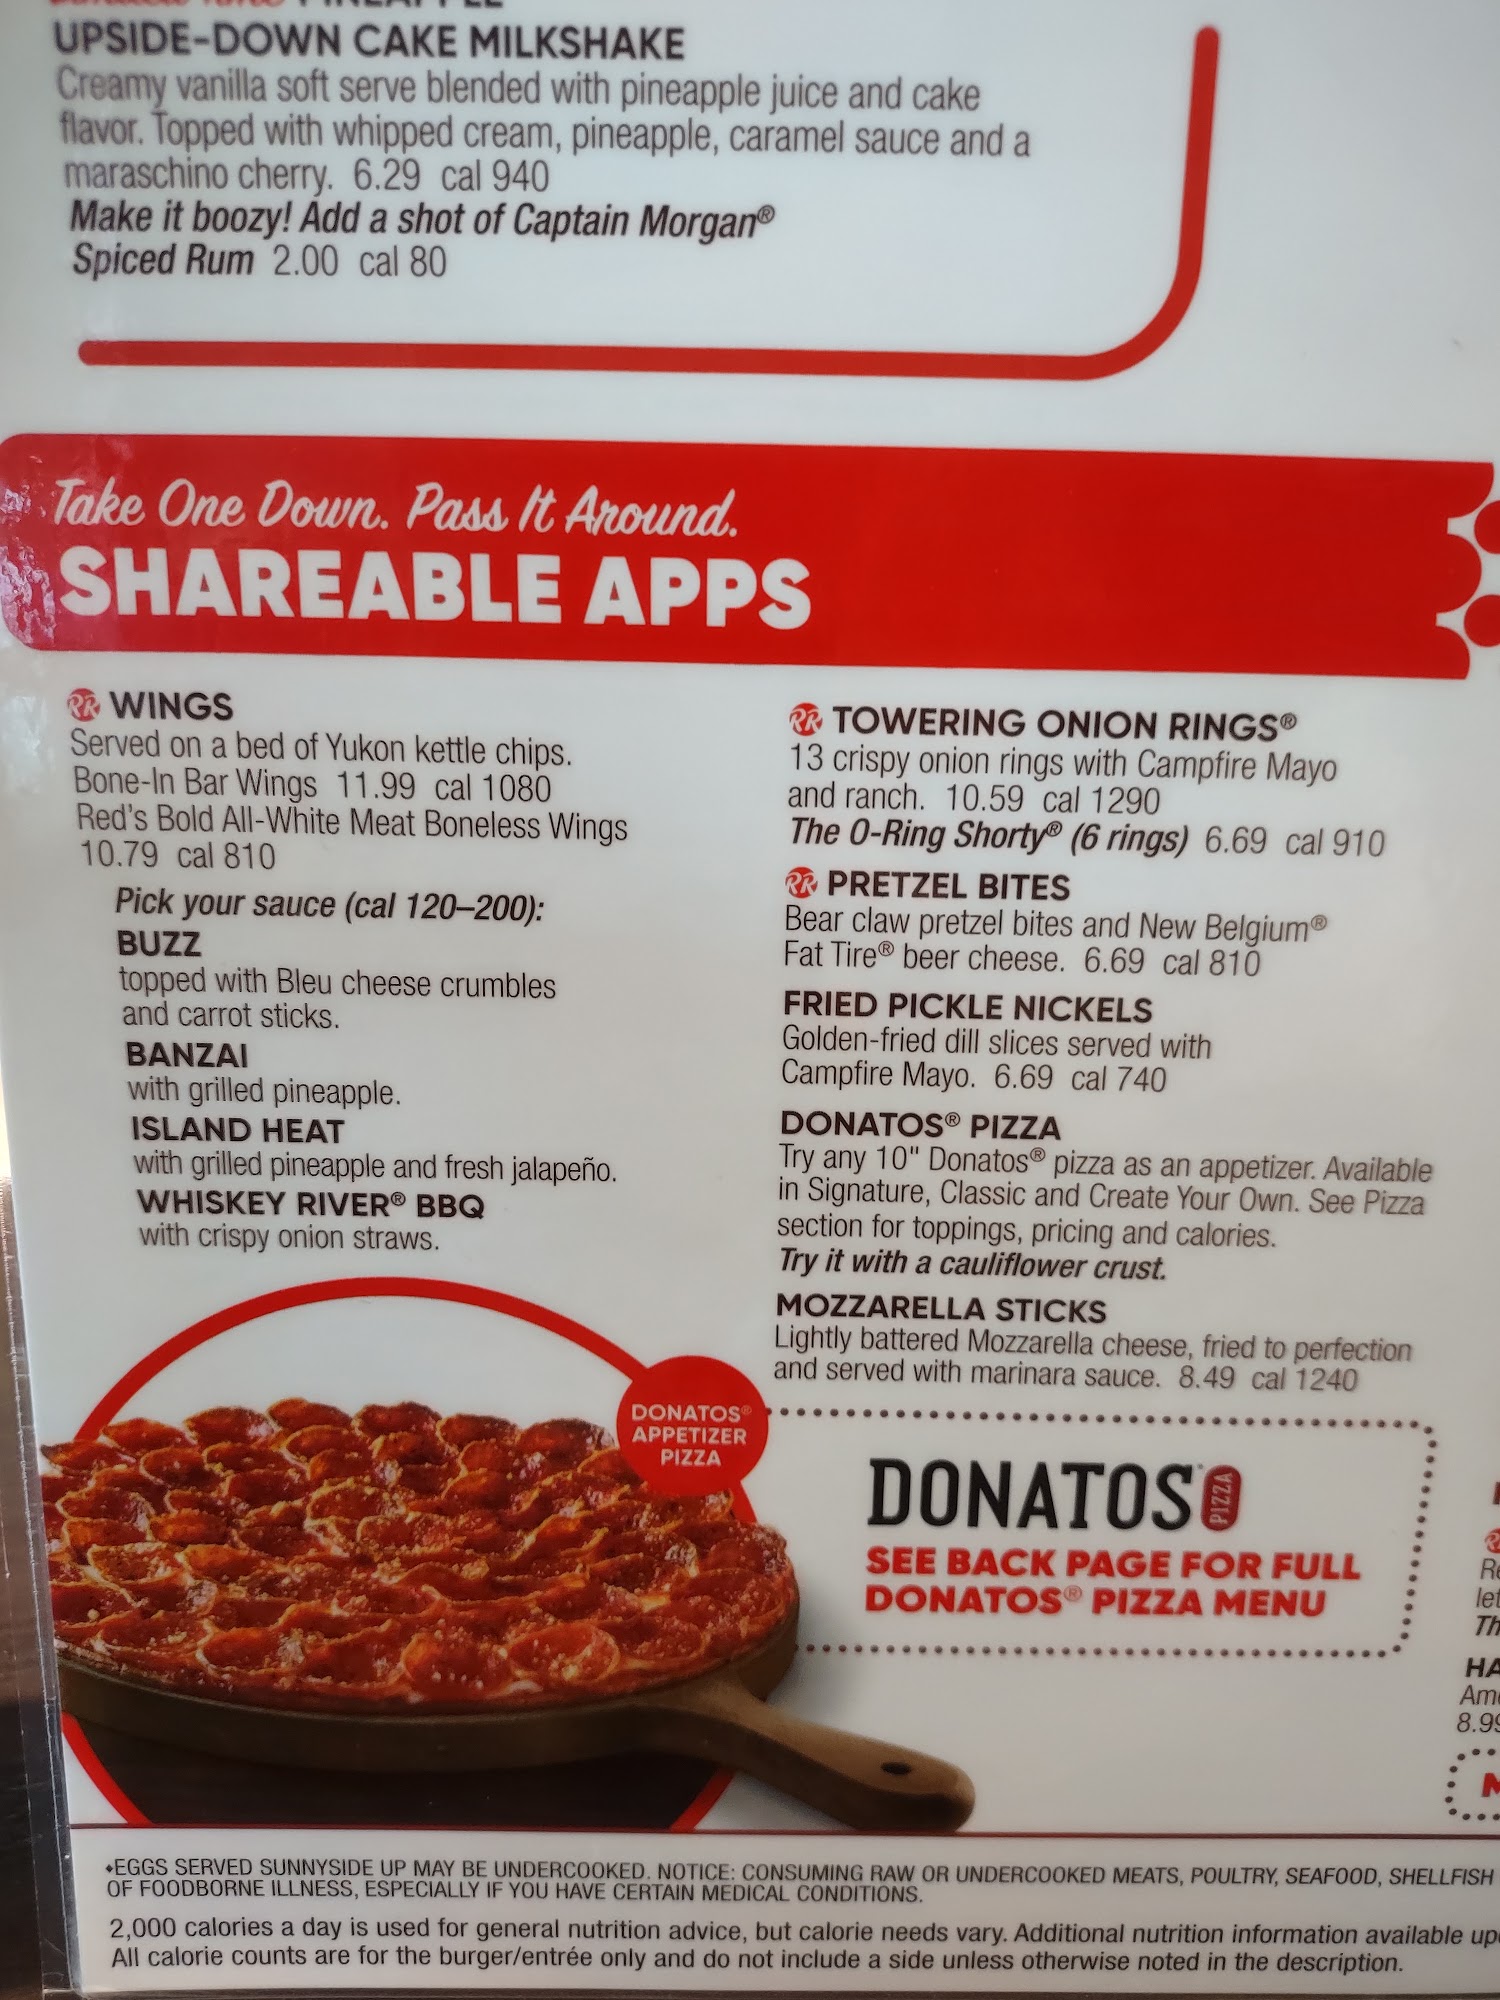 UPSIDE-DOWN CAKE MILKSHAKE
Creamy vanilla soft serve blended with pineapple juice and cake
flavor. Topped with whipped cream, pineapple, caramel sauce and a
maraschino cherry. 6.29 cal 940
Make it boozy! Add a shot of Captain Morgan®
Spiced Rum 2.00 cal 80
Take One Down. Pass It Around.
SHAREABLE APPS
RR WINGS
Served on a bed of Yukon kettle chips.
Bone-In Bar Wings 11.99 cal 1080
Red's Bold All-White Meat Boneless Wings
10.79 cal 810
Pick your sauce (cal 120–200):
BUZZ
topped with Bleu cheese crumbles
and carrot sticks.
BANZAI
with grilled pineapple.
ISLAND HEAT
with grilled pineapple and fresh jalapeño.
WHISKEY RIVER® BBQ
with crispy onion straws.
RR TOWERING ONION RINGS®
13 crispy onion rings with Campfire Mayo
and ranch. 10.59 cal 1290
The O-Ring Shorty® (6 rings) 6.69 cal 910
RR PRETZEL BITES
Bear claw pretzel bites and New Belgium®
Fat Tire® beer cheese. 6.69 cal 810
FRIED PICKLE NICKELS
Golden-fried dill slices served with
Campfire Mayo. 6.69 cal 740
DONATOS® PIZZA
Try any 10" Donatos® pizza as an appetizer. Available
in Signature, Classic and Create Your Own. See Pizza
section for toppings, pricing and calories.
Try it with a cauliflower crust.
MOZZARELLA STICKS
Lightly battered Mozzarella cheese, fried to perfection
and served with marinara sauce. 8.49 cal 1240
DONATOS®
APPETIZER
PIZZA
DONATOS PIZZA
SEE BACK PAGE FOR FULL
DONATOS® PIZZA MENU
♦EGGS SERVED SUNNYSIDE UP MAY BE UNDERCOOKED. NOTICE: CONSUMING RAW OR UNDERCOOKED MEATS, POULTRY, SEAFOOD, SHELLFISH
OF FOODBORNE ILLNESS, ESPECIALLY IF YOU HAVE CERTAIN MEDICAL CONDITIONS.
2,000 calories a day is used for general nutrition advice, but calorie needs vary. Additional nutrition information available
All calorie counts are for the burger/entrée only and do not include a side unless otherwise noted in the description.